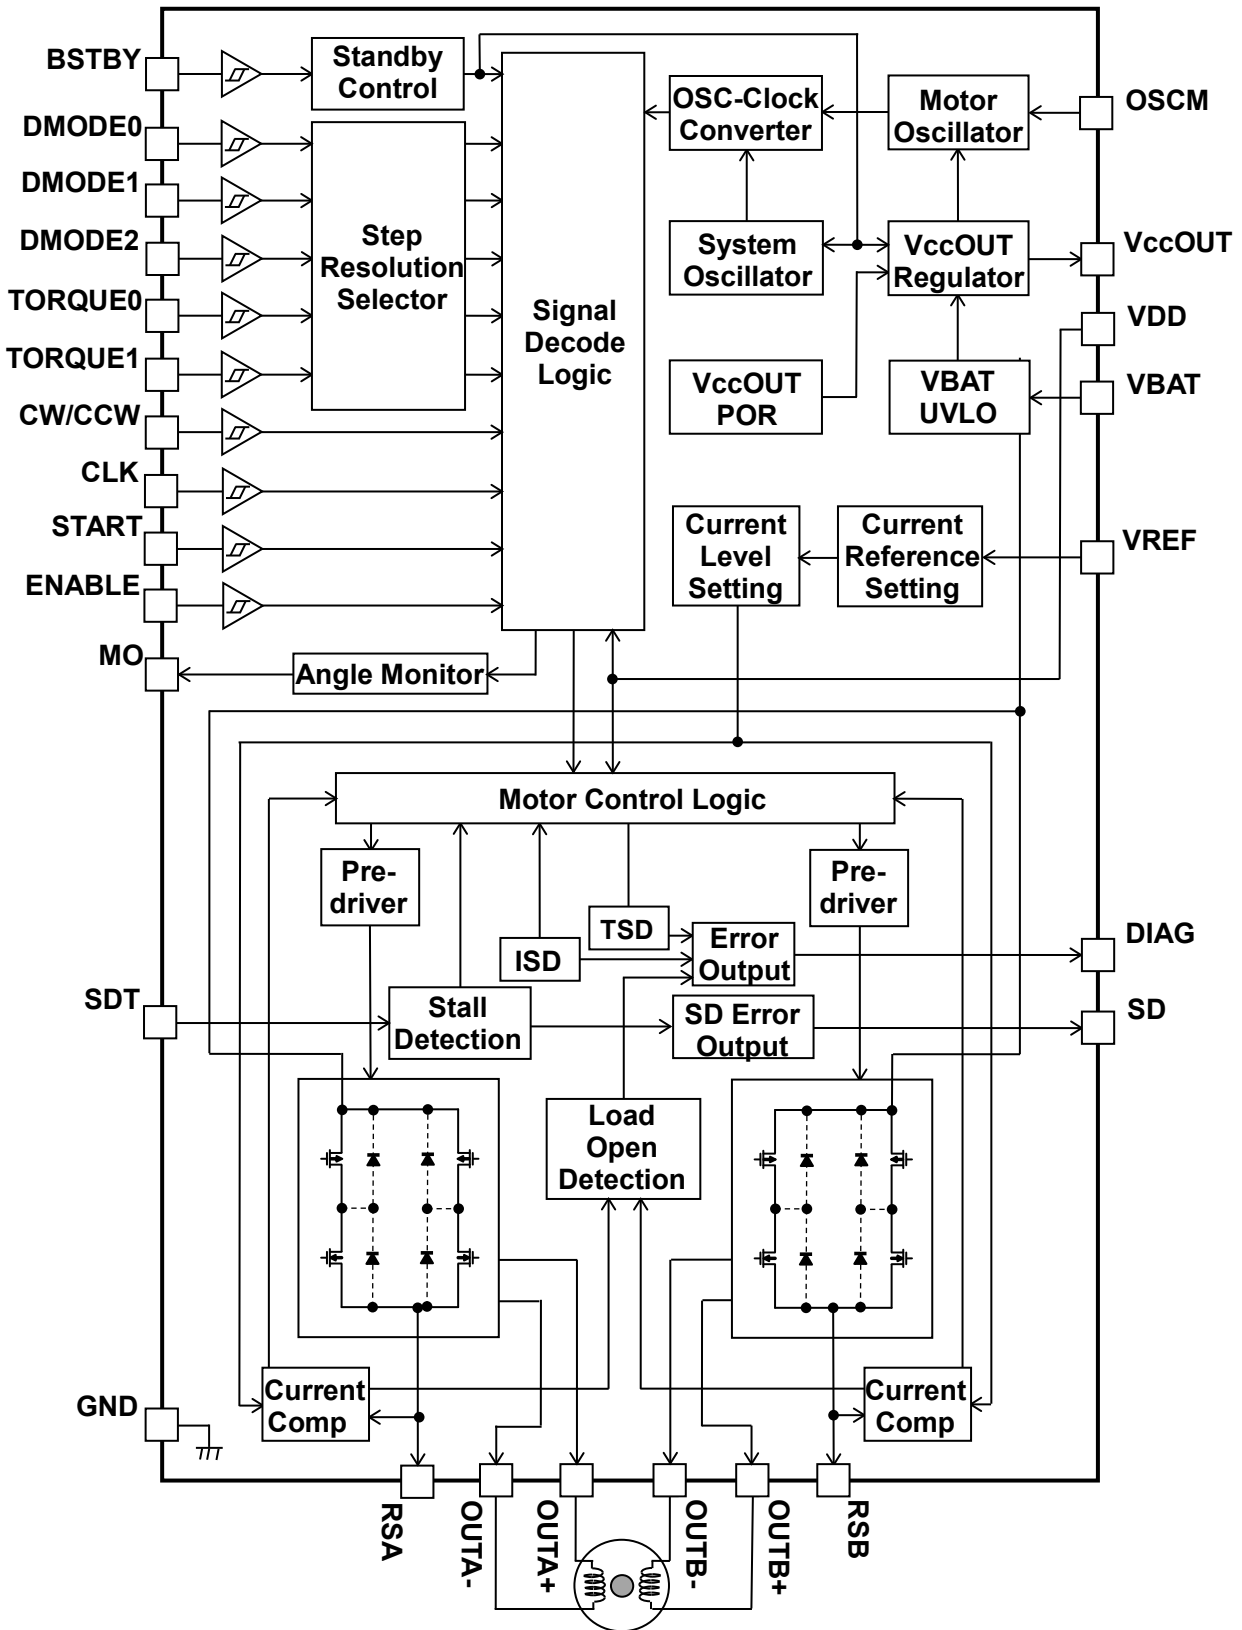 BSTBY
DMODE0
DMODE1
DMODE2
TORQUE0
TORQUE1
CW/CCW
CLK
START
ENABLE
MO
SDT
GND
Standby
Control
Step
Resolution
Selector
Signal
Decode
Logic
OSC-Clock
Converter
Motor
Oscillator
System
Oscillator
VccOUT
Regulator
VccOUT
POR
VBAT
UVLO
Current
Level
Setting
Current
Reference
Setting
OSCM
VccOUT
VDD
VBAT
VREF
DIAG
SD
Angle Monitor
Motor Control Logic
Pre-
driver
Pre-
driver
TSD
ISD
Error
Output
Stall
Detection
SD Error
Output
Load
Open
Detection
Current
Comp
Current
Comp
RSA
OUTA-
OUTA+
OUTB-
OUTB+
RSB